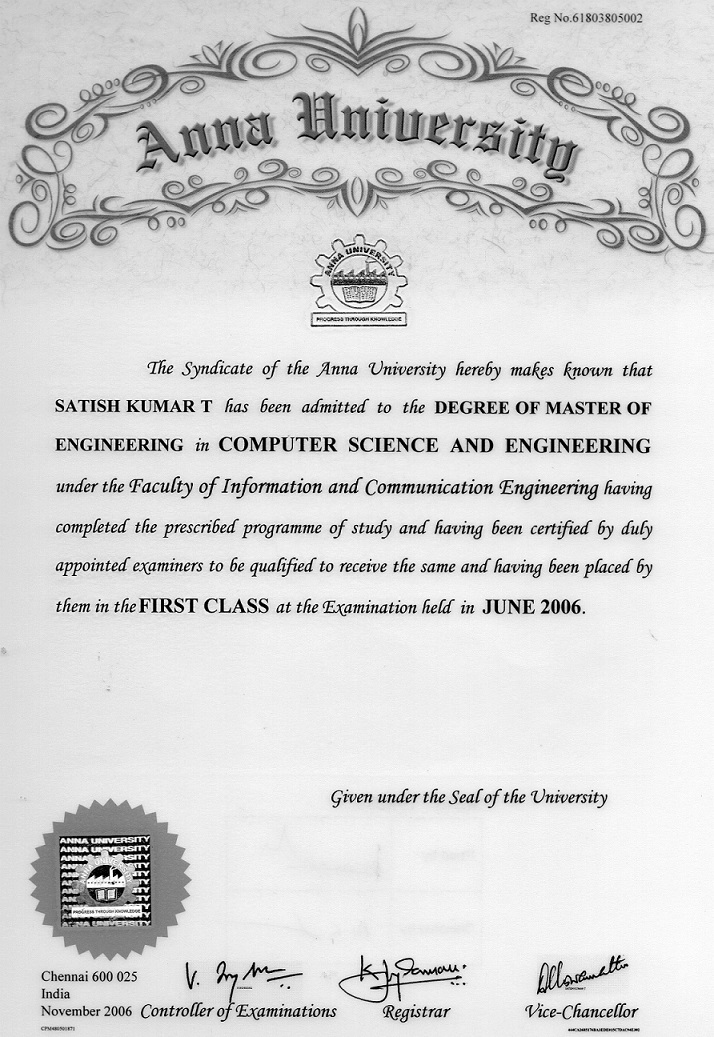 Reg No.61803805002
Anna University
ANNA UNIVERSITY
PROGRESS THROUGH KNOWLEDGE
The Syndicate of the Anna University hereby makes known that
SATISH KUMAR T has been admitted to the DEGREE OF MASTER OF
ENGINEERING in COMPUTER SCIENCE AND ENGINEERING
under the Faculty of Information and Communication Engineering having
completed the prescribed programme of study and having been certified by duly
appointed examiners to be qualified to receive the same and having been placed by
them in the FIRST CLASS at the Examination held in JUNE 2006.
Given under the Seal of the University
ANNA UNIVERSITY
ANNA UNIVERSITY
PROGRESS THROUGH KNOWLEDGE
Chennai 600 025
India
November 2006 Controller of Examinations Registrar Vice-Chancellor